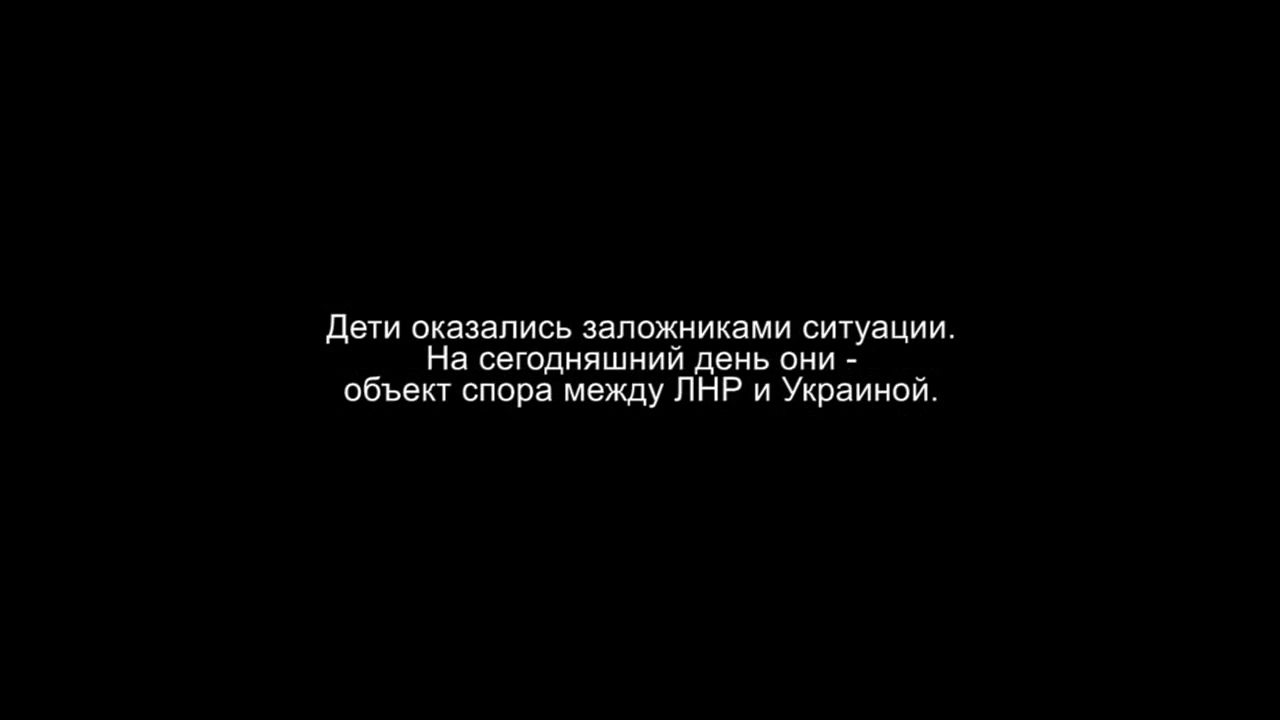 Дети оказались заложниками ситуации.
На сегодняшний день они -
объект спора между ЛНР и Украиной.